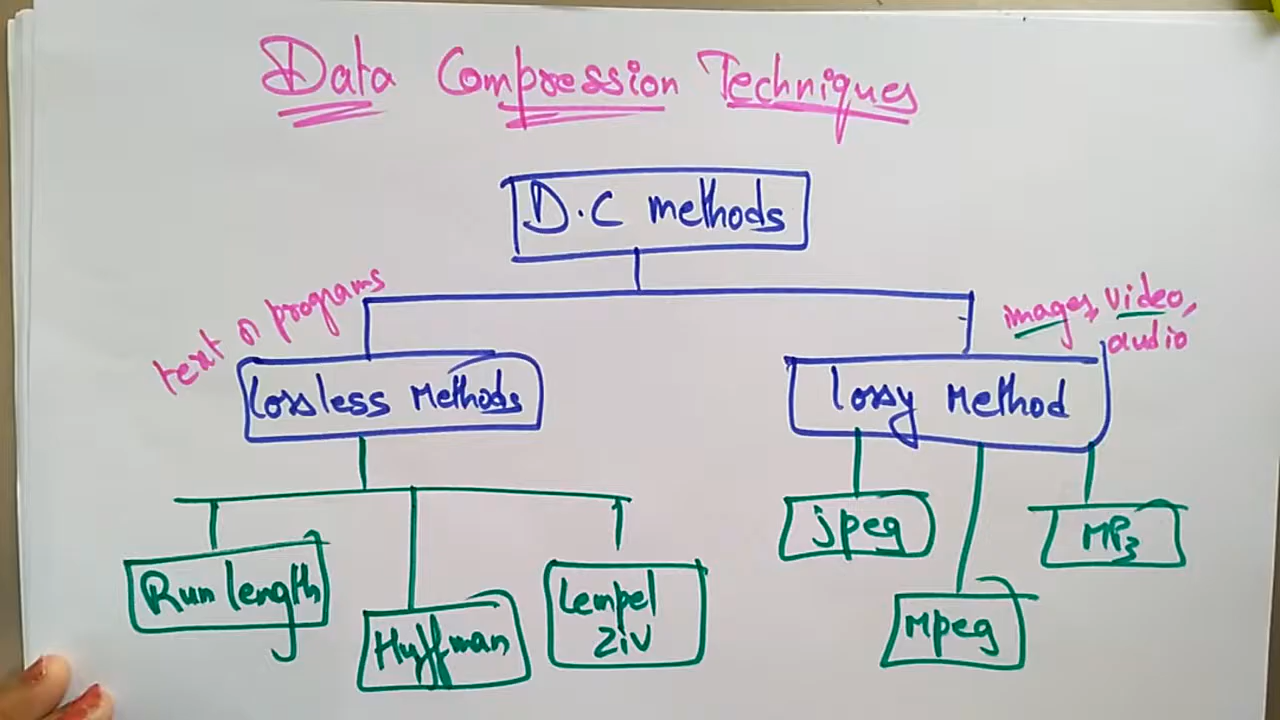 Data Compression Techniques
D.C methods
text or programs
images, video,
audio
Lossless Methods
lossy Method
Run length
Huffman
Lempel
Ziv
jpeg
Mpeg
MP3